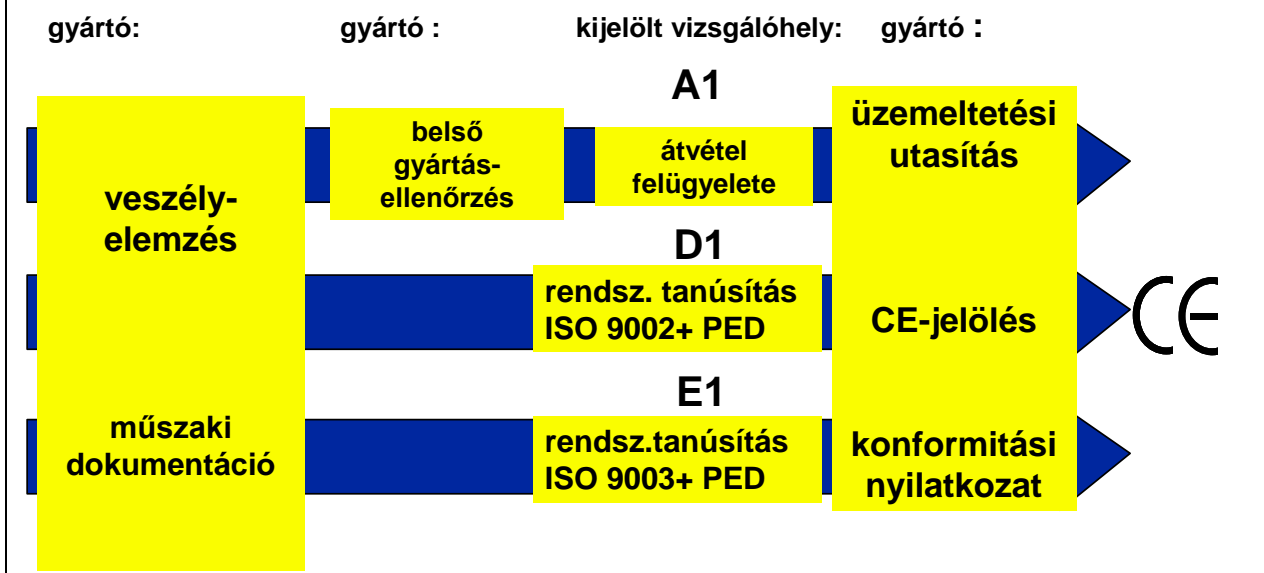 gyártó:
gyártó :
kijelölt vizsgálóhely:
gyártó :
veszély-
elemzés
műszaki
dokumentáció
A1
belső
gyártás-
ellenőrzés
átvétel
felügyelete
D1
rendsz. tanúsítás
ISO 9002+ PED
E1
rendsz.tanúsítás
ISO 9003+ PED
üzemeltetési
utasítás
CE-jelölés
konformitási
nyilatkozat
CE